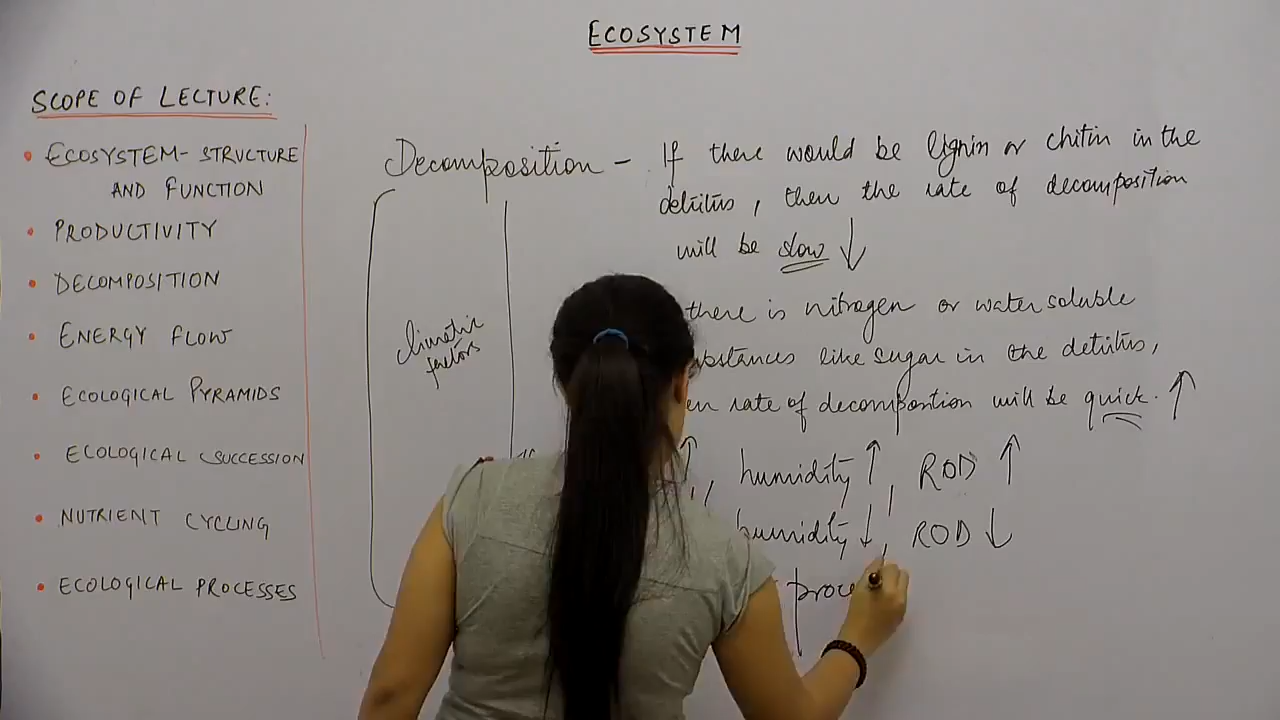 ECOSYSTEM
SCOPE OF LECTURE:
• ECOSYSTEM- STRUCTURE
AND FUNCTION
• PRODUCTIVITY
• DECOMPOSITION
• ENERGY FLOW
• ECOLOGICAL PYRAMIDS
• ECOLOGICAL SUCCESSION
• NUTRIENT CYCLING
• ECOLOGICAL PROCESSES
Decomposition - If there would be lignin or chitin in the
detritus, then the rate of decomposition
will be slow ↓
there is nitrogen or water soluble
like sugar in the detritus,
rate of decomposition will be quick. ↑
climatic
factors
↑, humidity ↑, ROD ↑
humidity ↓, ROD ↓